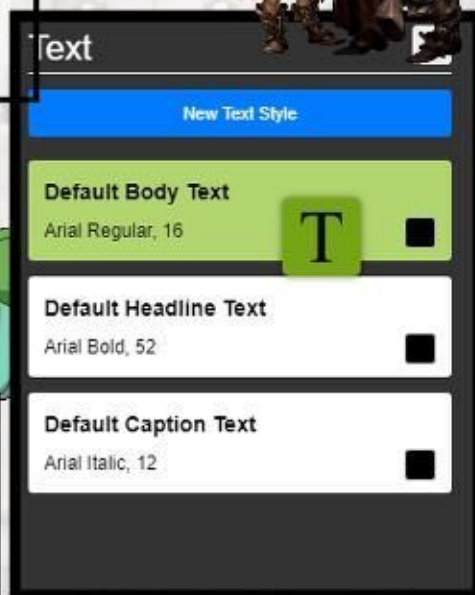 Text
New Text Style
Default Body Text
Arial Regular, 16
T
Default Headline Text
Arial Bold, 52
Default Caption Text
Arial Italic, 12